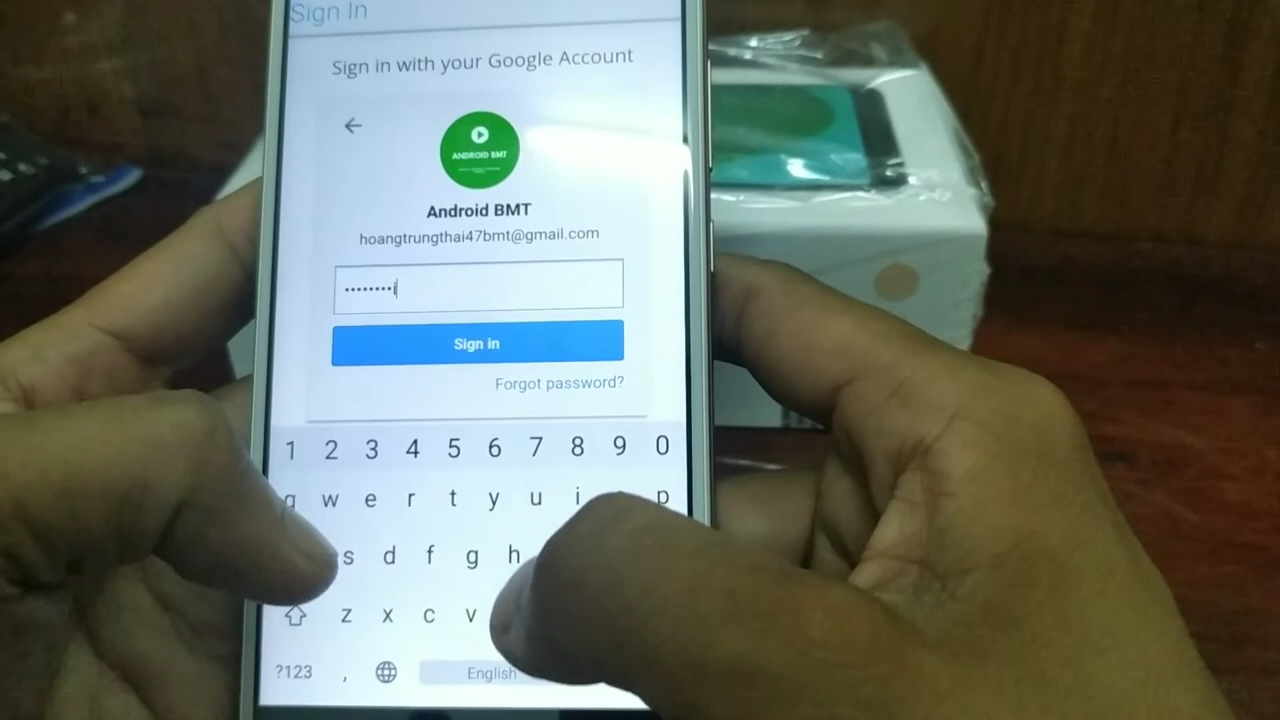 Sign In
Sign in with your Google Account
ANDROID BMT
Android BMT
hoangtrungthai47bmt@gmail.com
••••••••i
Sign in
Forgot password?
1 2 3 4 5 6 7 8 9 0
q w e r t y u i p
s d f g h
z x c v
?123 , English